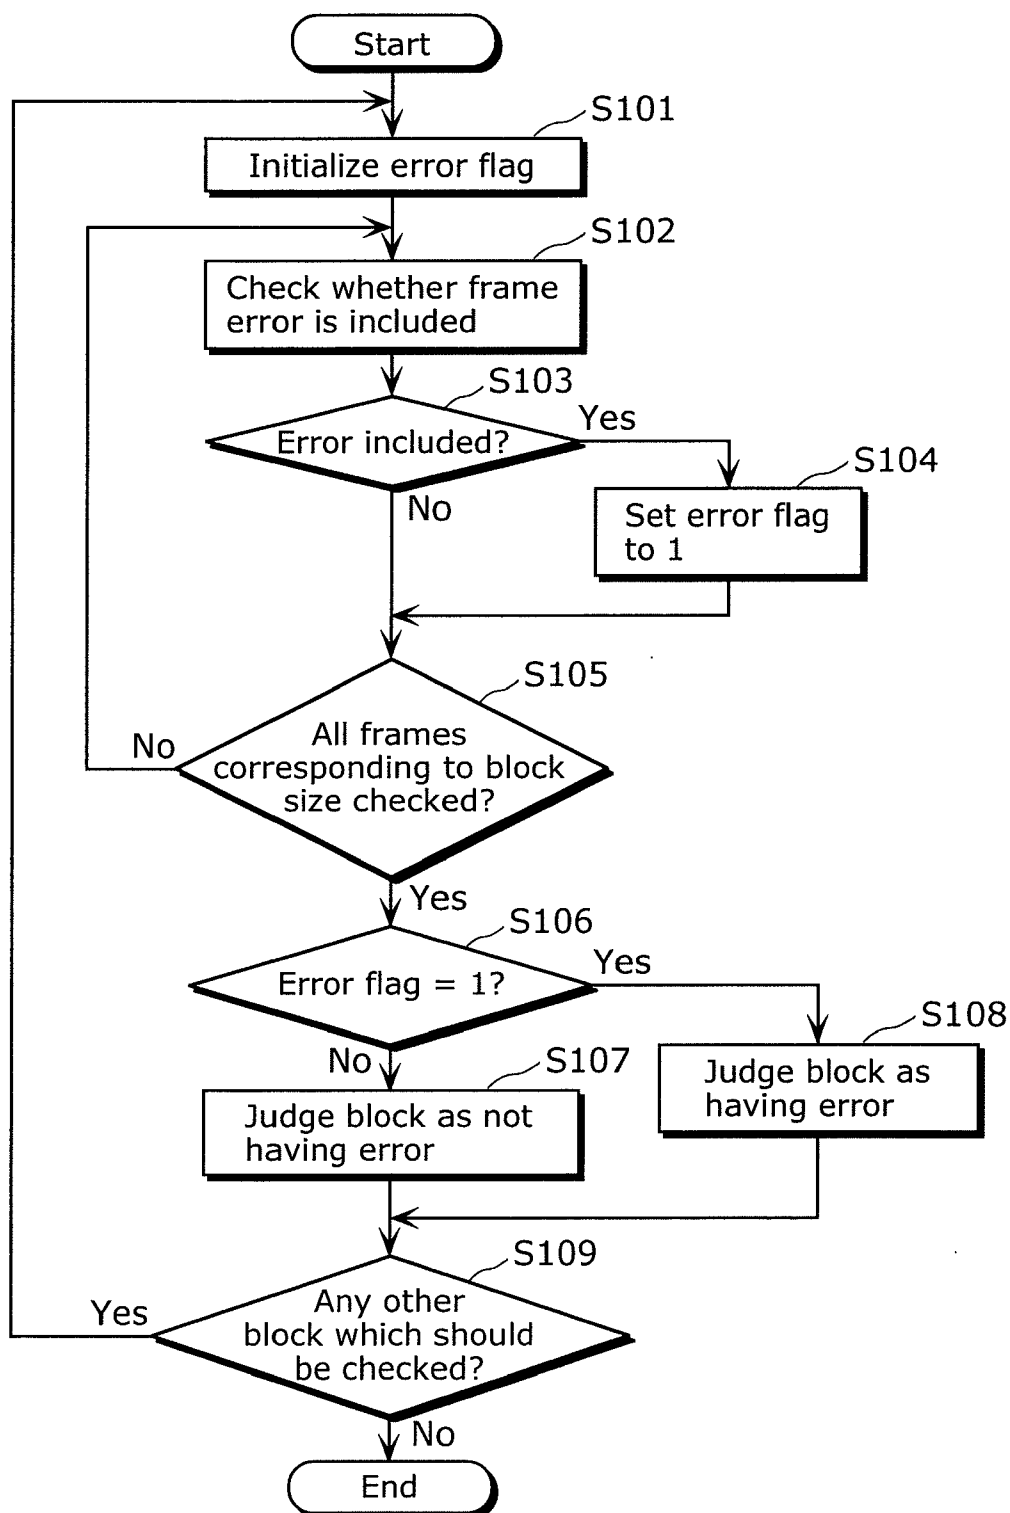 Start
S101
Initialize error flag
S102
Check whether frame
error is included
S103
Error included?
Yes
No
S104
Set error flag
to 1
S105
All frames
corresponding to block
size checked?
No
Yes
S106
Error flag = 1?
Yes
No
S107
Judge block as not
having error
S108
Judge block as
having error
S109
Any other
block which should
be checked?
Yes
No
End